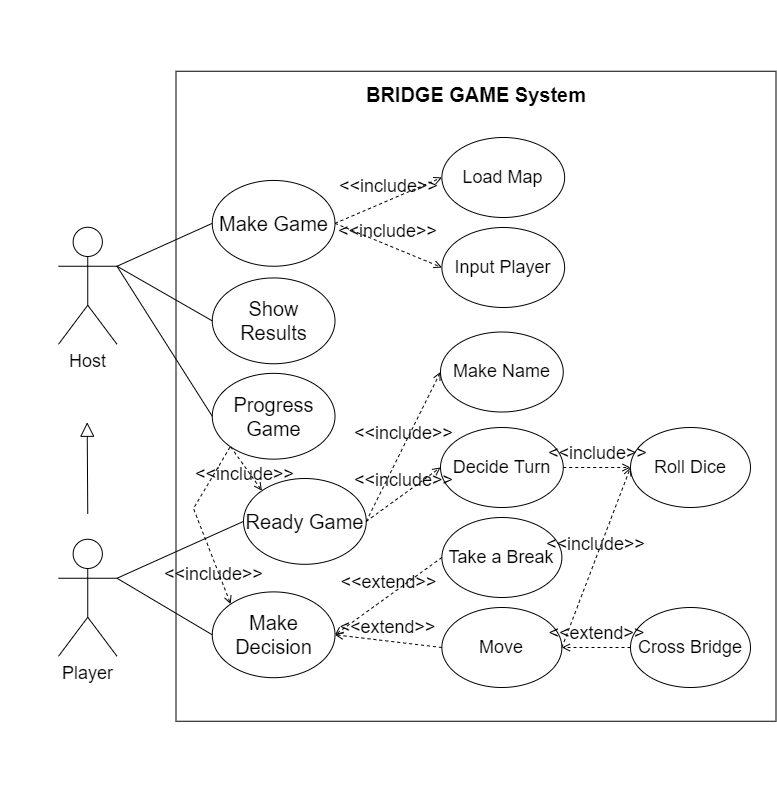 BRIDGE GAME System
Load Map
<<include>>
Make Game
<<include>>
Input Player
Show
Results
Host
Make Name
Progress
Game
<<include>>
<<include>>
Decide Turn
<<include>>
Roll Dice
<<include>>
<<include>>
Ready Game
Take a Break
<<include>>
<<include>>
<<extend>>
Make
Decision
<<extend>>
Move
<<extend>>
Cross Bridge
Player